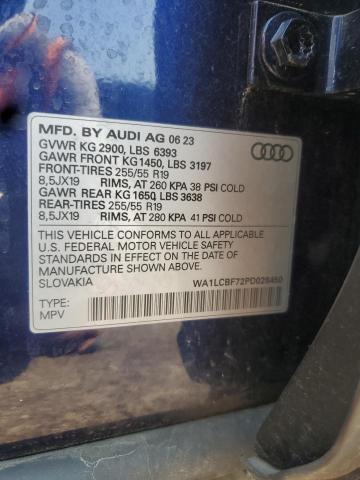 MFD. BY AUDI AG 06 23
GVWR KG 2900, LBS 6393
GAWR FRONT KG1450, LBS 3197
FRONT-TIRES 255/55 R19
8,5JX19 RIMS, AT 260 KPA 38 PSI COLD
GAWR REAR KG 1650, LBS 3638
REAR-TIRES 255/55 R19
8,5JX19 RIMS, AT 280 KPA 41 PSI COLD
THIS VEHICLE CONFORMS TO ALL APPLICABLE
U.S. FEDERAL MOTOR VEHICLE SAFETY
STANDARDS IN EFFECT ON THE DATE
OF MANUFACTURE SHOWN ABOVE.
SLOVAKIA WA1LCBF72PD028450
TYPE:
MPV